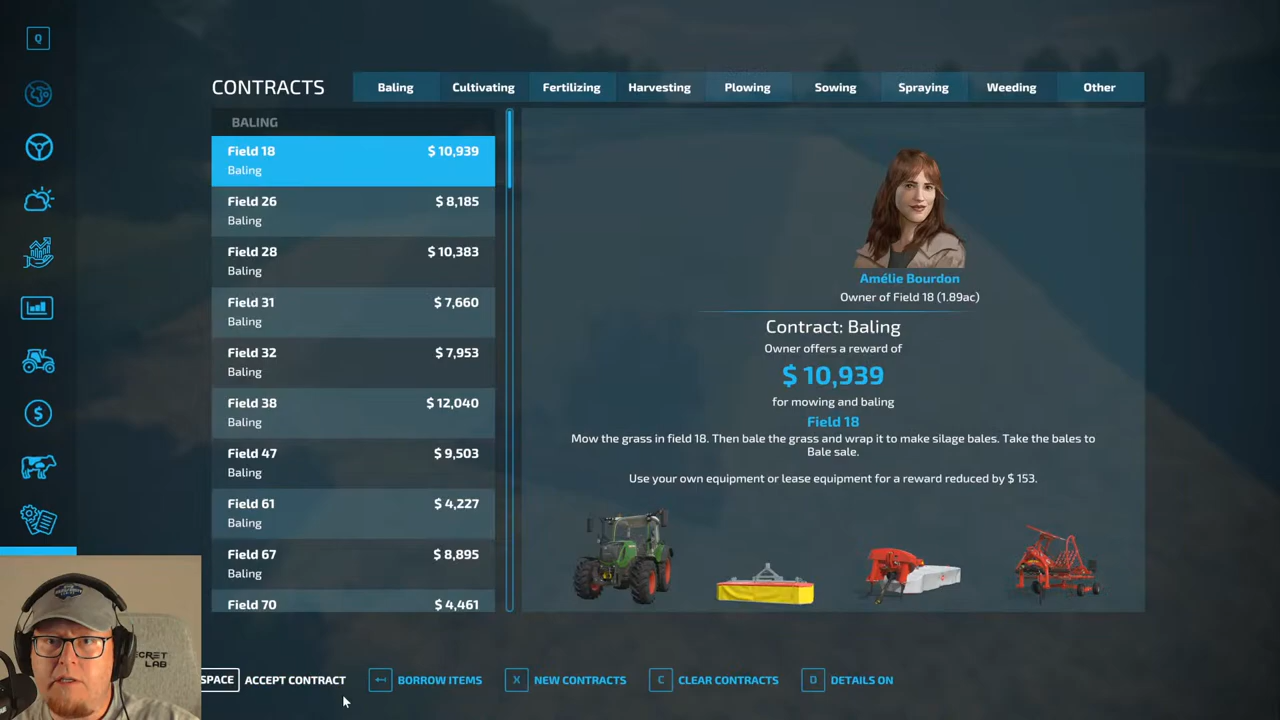 Q
CONTRACTS
Baling
Cultivating
Fertilizing
Harvesting
Plowing
Sowing
Spraying
Weeding
Other
BALING
Field 18 $ 10,939
Baling
Field 26 $ 8,185
Baling
Field 28 $ 10,383
Baling
Field 31 $ 7,660
Baling
Field 32 $ 7,953
Baling
Field 38 $ 12,040
Baling
Field 47 $ 9,503
Baling
Field 61 $ 4,227
Baling
Field 67 $ 8,895
Baling
Field 70 $ 4,461
Amélie Bourdon
Owner of Field 18 (1.89ac)
Contract: Baling
Owner offers a reward of
$ 10,939
for mowing and baling
Field 18
Mow the grass in field 18. Then bale the grass and wrap it to make silage bales. Take the bales to
Bale sale.
Use your own equipment or lease equipment for a reward reduced by $ 153.
CRET
LAB
SPACE ACCEPT CONTRACT
BORROW ITEMS
X NEW CONTRACTS
C CLEAR CONTRACTS
D DETAILS ON